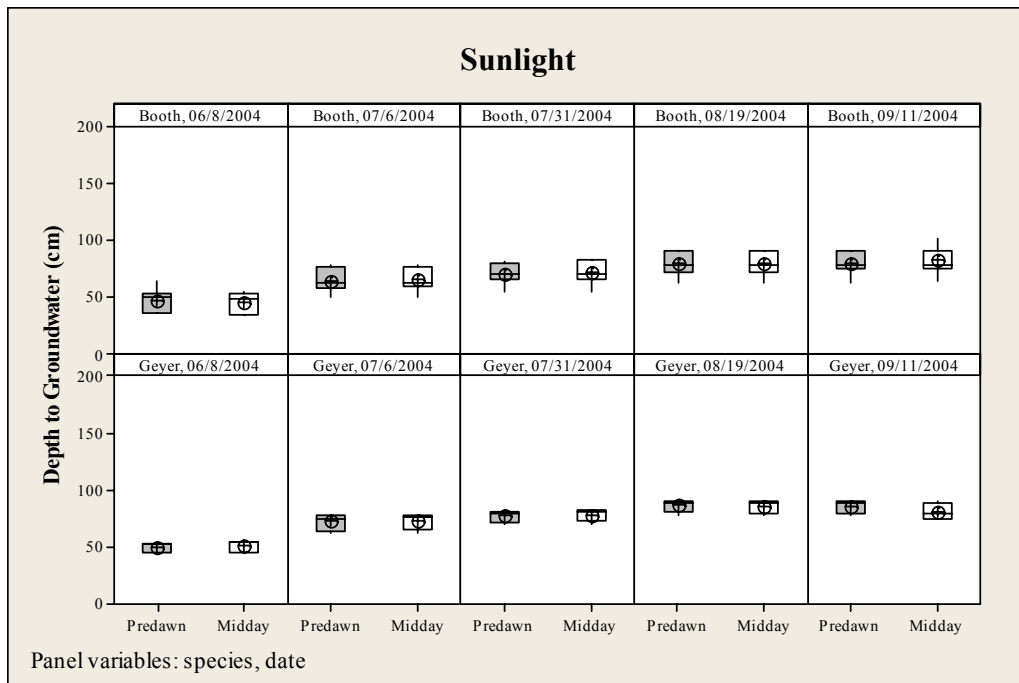 Sunlight
Booth, 06/8/2004 Booth, 07/6/2004 Booth, 07/31/2004 Booth, 08/19/2004 Booth, 09/11/2004
200
150
100
50
0
Depth to Groundwater (cm)
Geyer, 06/8/2004 Geyer, 07/6/2004 Geyer, 07/31/2004 Geyer, 08/19/2004 Geyer, 09/11/2004
200
150
100
50
0
Predawn Midday Predawn Midday Predawn Midday Predawn Midday Predawn Midday
Panel variables: species, date